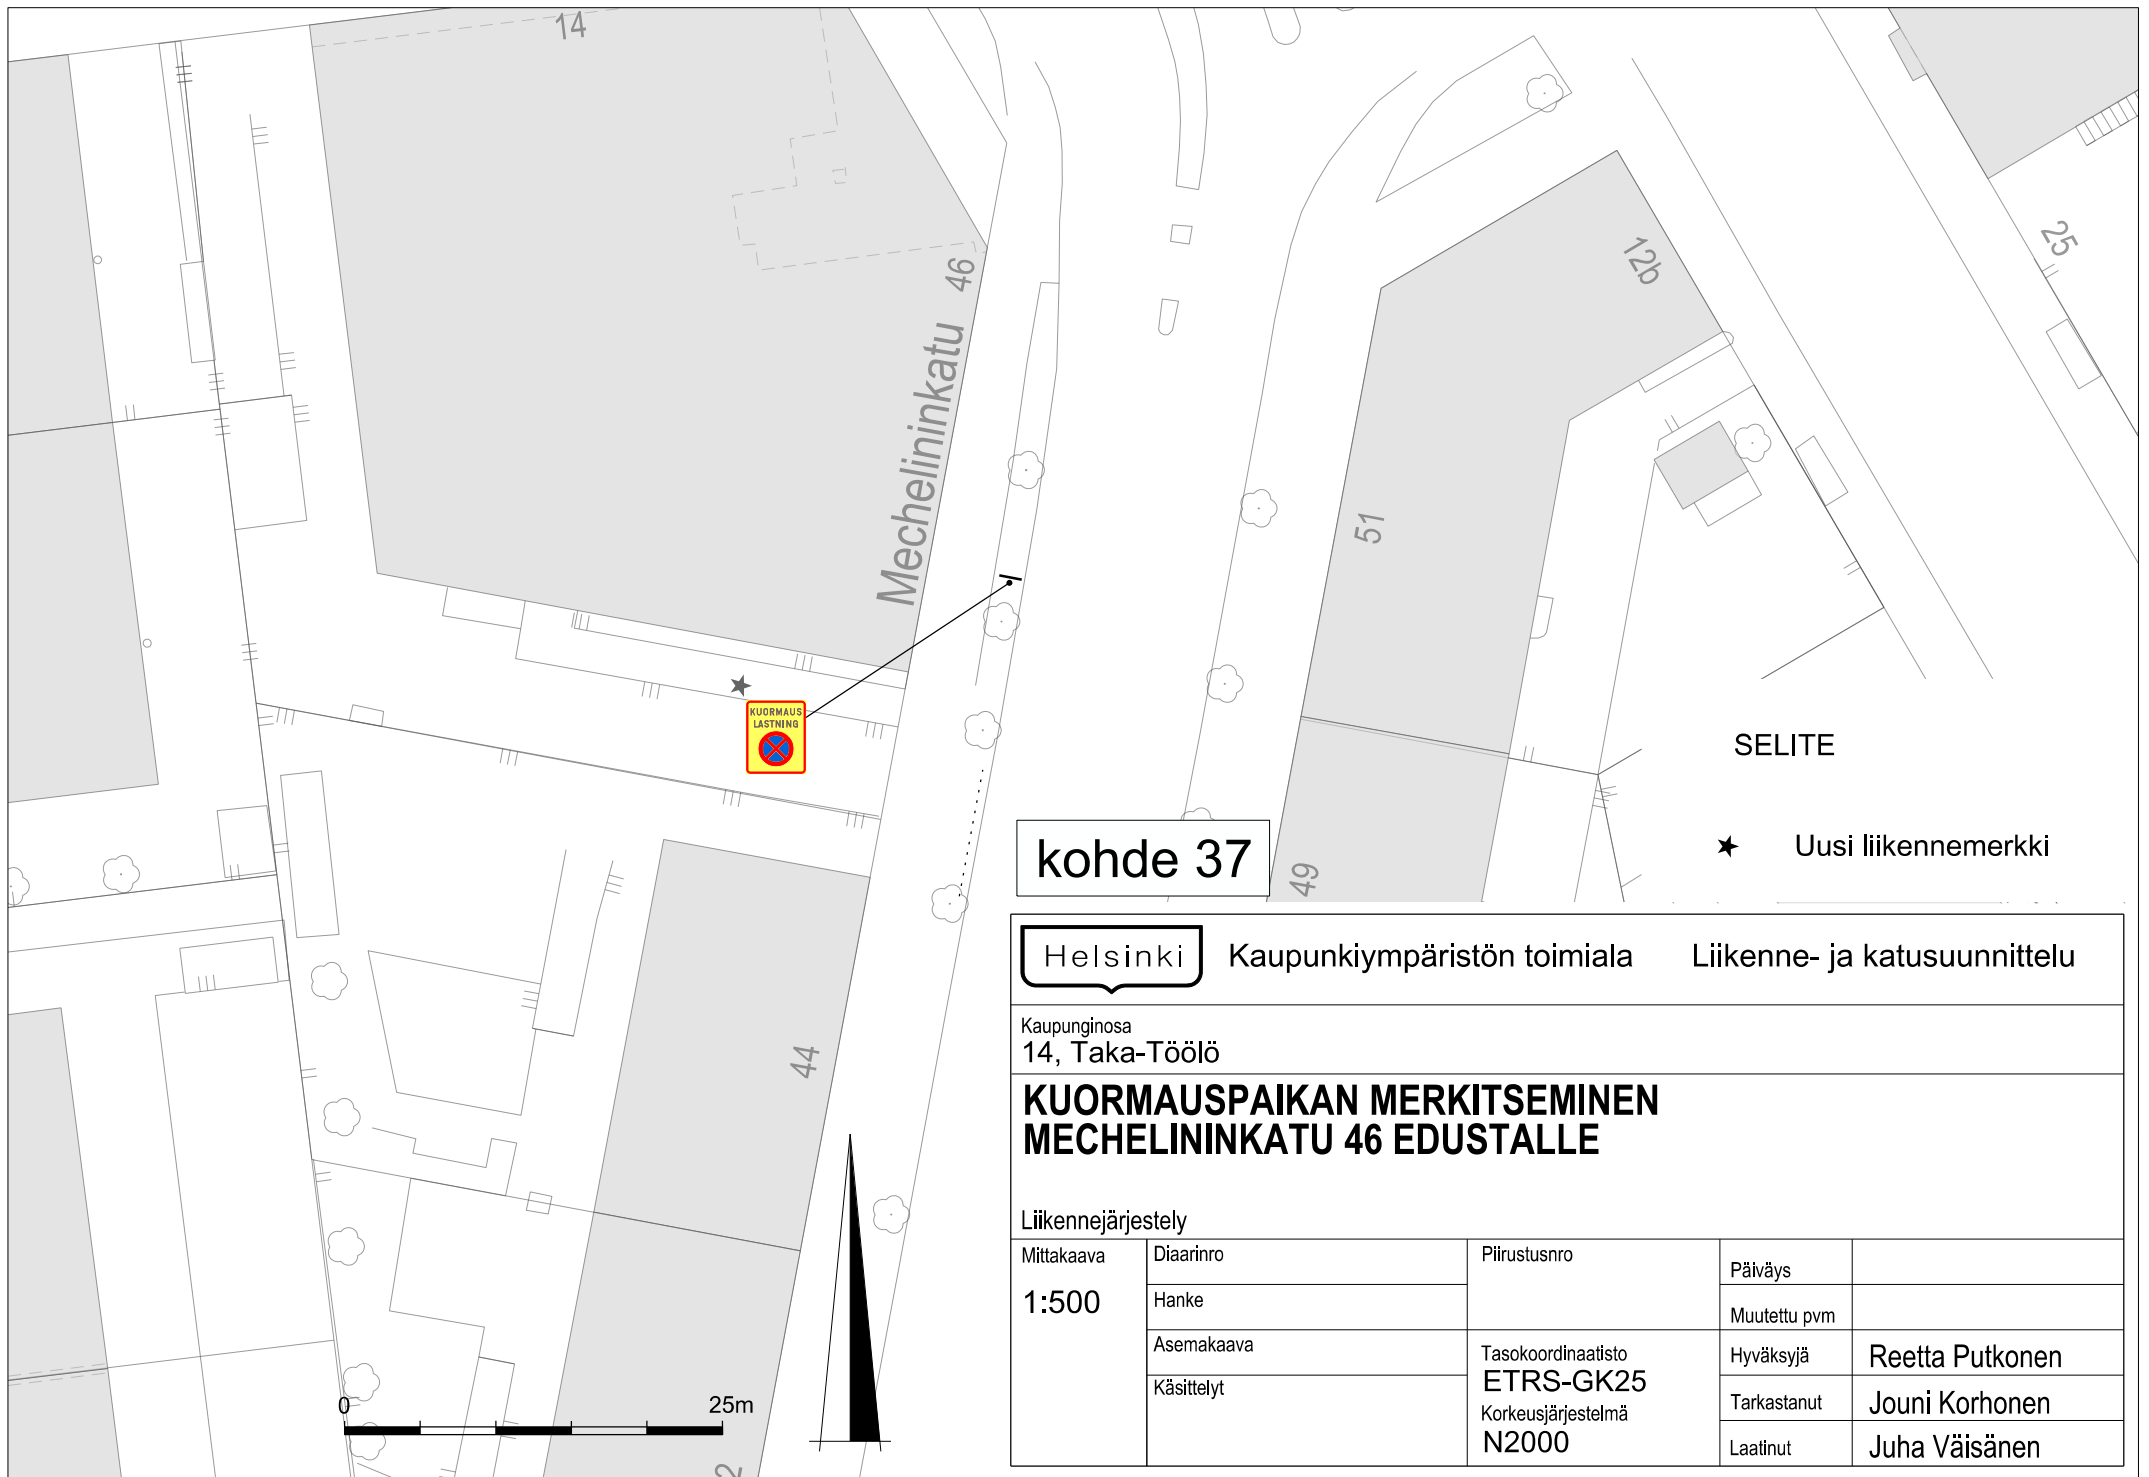 14
46
Mechelininkatu
12b
25
51
KUORMAUS
LASTNING
SELITE
Uusi liikennemerkki
kohde 37
49
44
2
0
25m
Helsinki
Kaupunkiympäristön toimiala
Liikenne- ja katusuunnittelu
Kaupunginosa
14, Taka-Töölö
KUORMAUSPAIKAN MERKITSEMINEN
MECHELININKATU 46 EDUSTALLE
Liikennejärjestely
Mittakaava
1:500
Diaarinro
Hanke
Asemakaava
Käsittelyt
Piirustusnro
Tasokoordinaatisto
ETRS-GK25
Korkeusjärjestelmä
N2000
Päiväys
Muutettu pvm
Hyväksyjä
Reetta Putkonen
Tarkastanut
Jouni Korhonen
Laatinut
Juha Väisänen